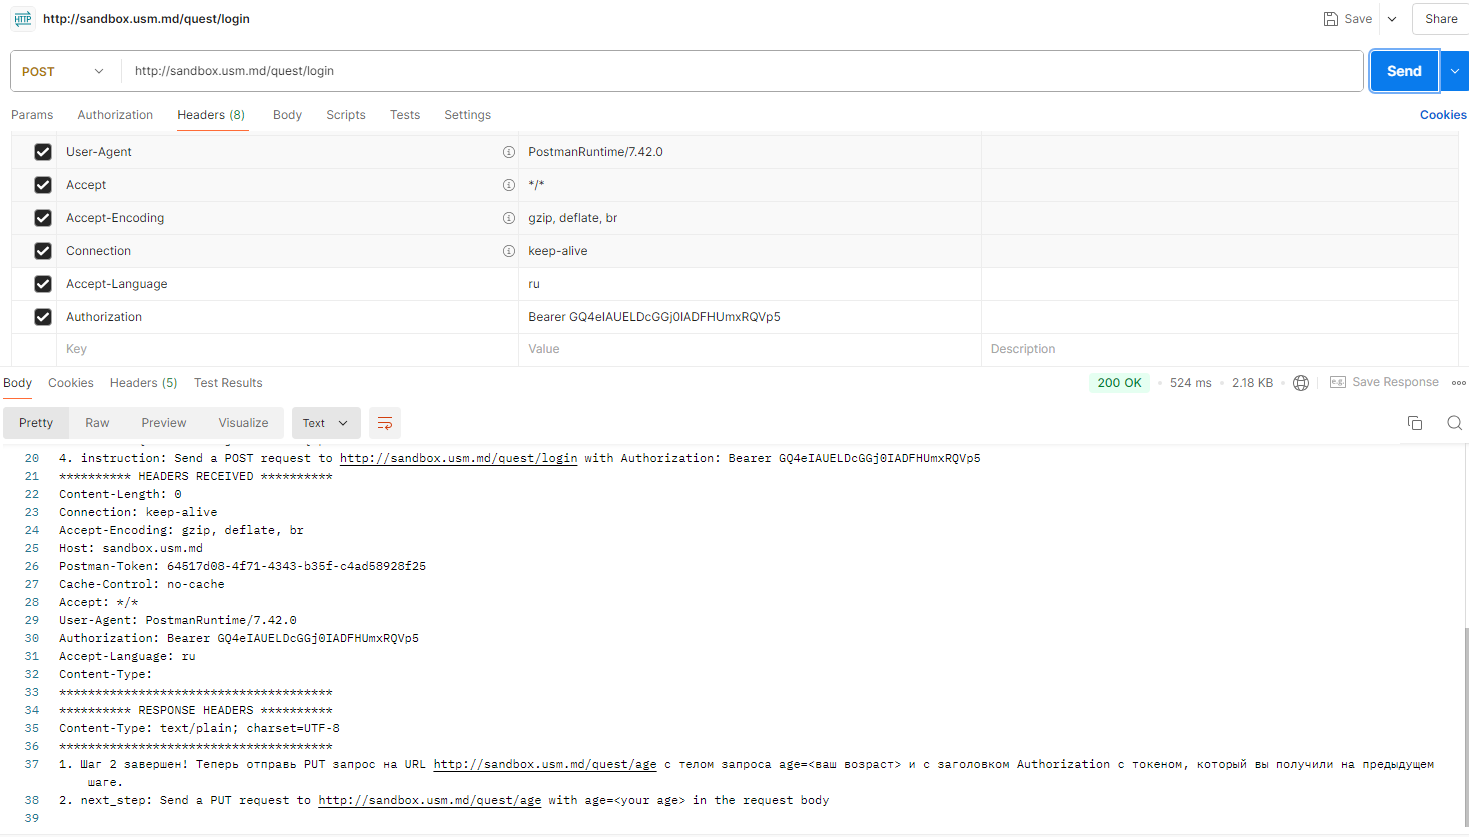 HTTP http://sandbox.usm.md/quest/login Save Share
POST http://sandbox.usm.md/quest/login Send
Params Authorization Headers (8) Body Scripts Tests Settings Cookies
User-Agent PostmanRuntime/7.42.0
Accept */*
Accept-Encoding gzip, deflate, br
Connection keep-alive
Accept-Language ru
Authorization Bearer GQ4eIAUELDcGGj0IADFHUmxRQVp5
Key Value Description
Body Cookies Headers (5) Test Results 200 OK 524 ms 2.18 KB e.g. Save Response
Pretty Raw Preview Visualize Text
20 4. instruction: Send a POST request to http://sandbox.usm.md/quest/login with Authorization: Bearer GQ4eIAUELDcGGj0IADFHUmxRQVp5
21 ********** HEADERS RECEIVED **********
22 Content-Length: 0
23 Connection: keep-alive
24 Accept-Encoding: gzip, deflate, br
25 Host: sandbox.usm.md
26 Postman-Token: 64517d08-4f71-4343-b35f-c4ad58928f25
27 Cache-Control: no-cache
28 Accept: */*
29 User-Agent: PostmanRuntime/7.42.0
30 Authorization: Bearer GQ4eIAUELDcGGj0IADFHUmxRQVp5
31 Accept-Language: ru
32 Content-Type:
33 **************************************
34 ********** RESPONSE HEADERS **********
35 Content-Type: text/plain; charset=UTF-8
36 **************************************
37 1. Шаг 2 завершен! Теперь отправь PUT запрос на URL http://sandbox.usm.md/quest/age с телом запроса age=<ваш возраст> и с заголовком Authorization с токеном, который вы получили на предыдущем
шаге.
38 2. next_step: Send a PUT request to http://sandbox.usm.md/quest/age with age=<your age> in the request body
39